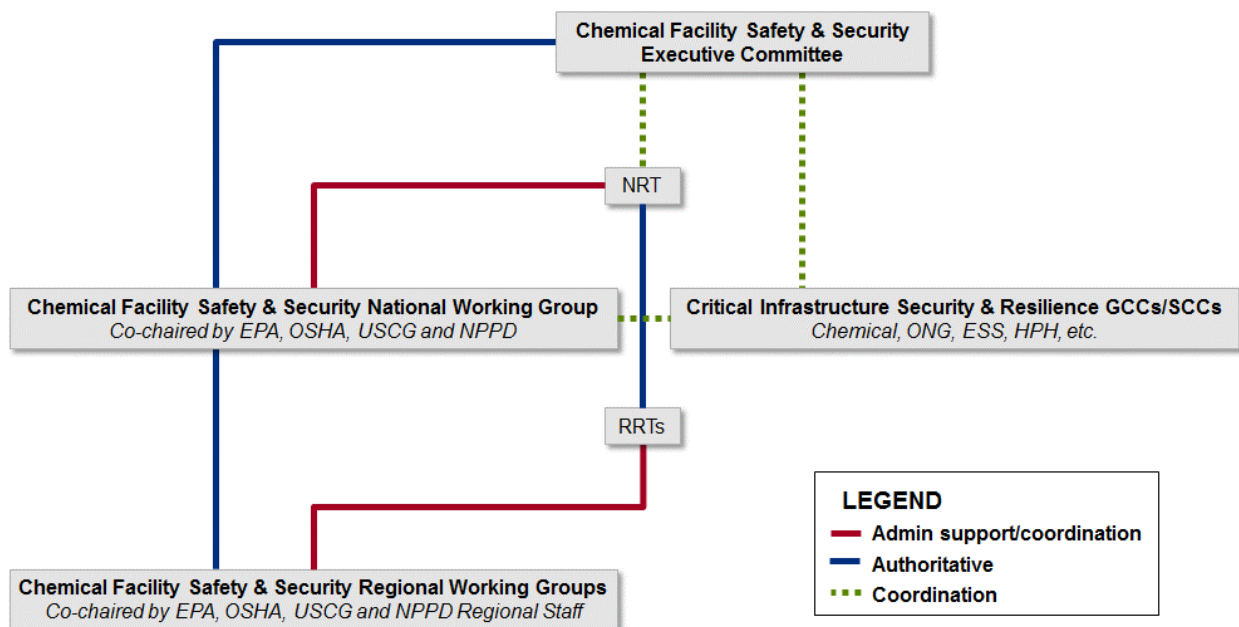 Chemical Facility Safety & Security
Executive Committee
NRT
Chemical Facility Safety & Security National Working Group
Co-chaired by EPA, OSHA, USCG and NPPD
Critical Infrastructure Security & Resilience GCCs/SCCs
Chemical, ONG, ESS, HPH, etc.
RRTs
Chemical Facility Safety & Security Regional Working Groups
Co-chaired by EPA, OSHA, USCG and NPPD Regional Staff
LEGEND
Admin support/coordination
Authoritative
Coordination